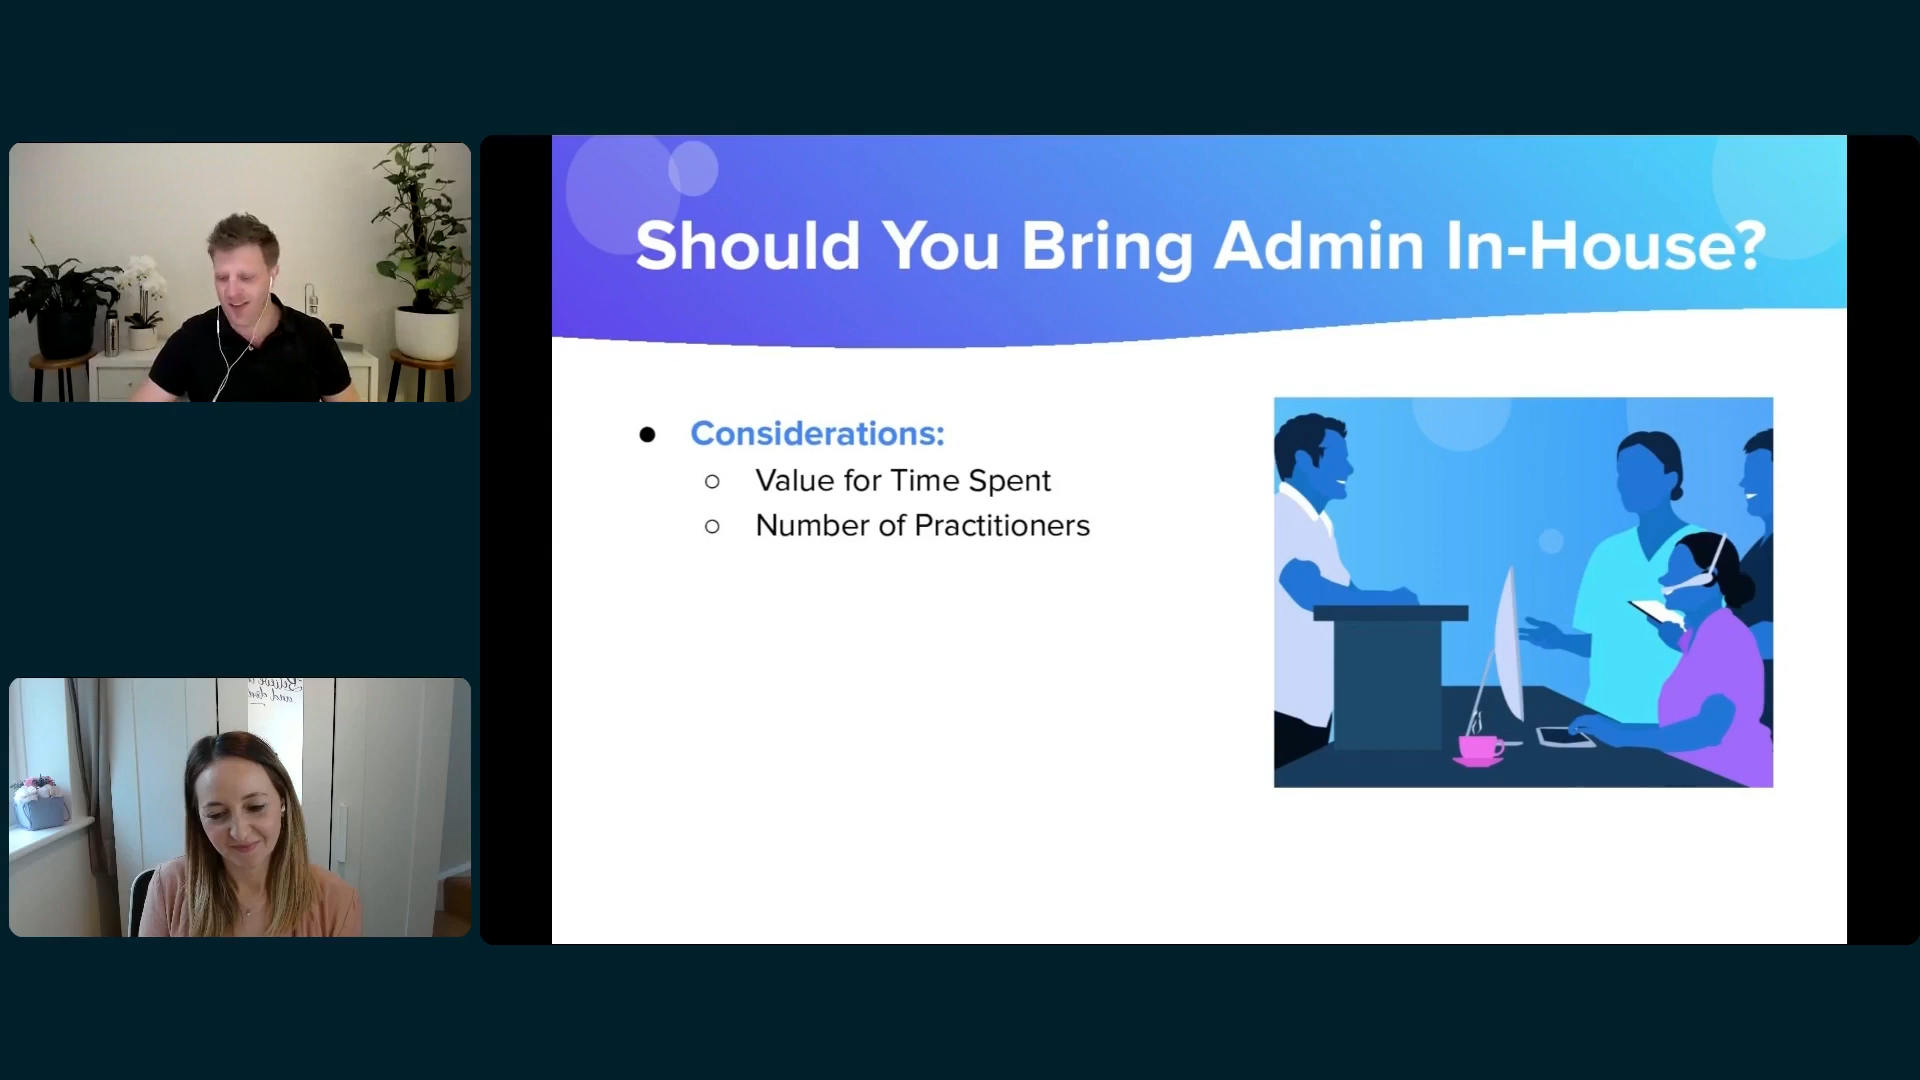 Should You Bring Admin In-House?
● Considerations:
○ Value for Time Spent
○ Number of Practitioners